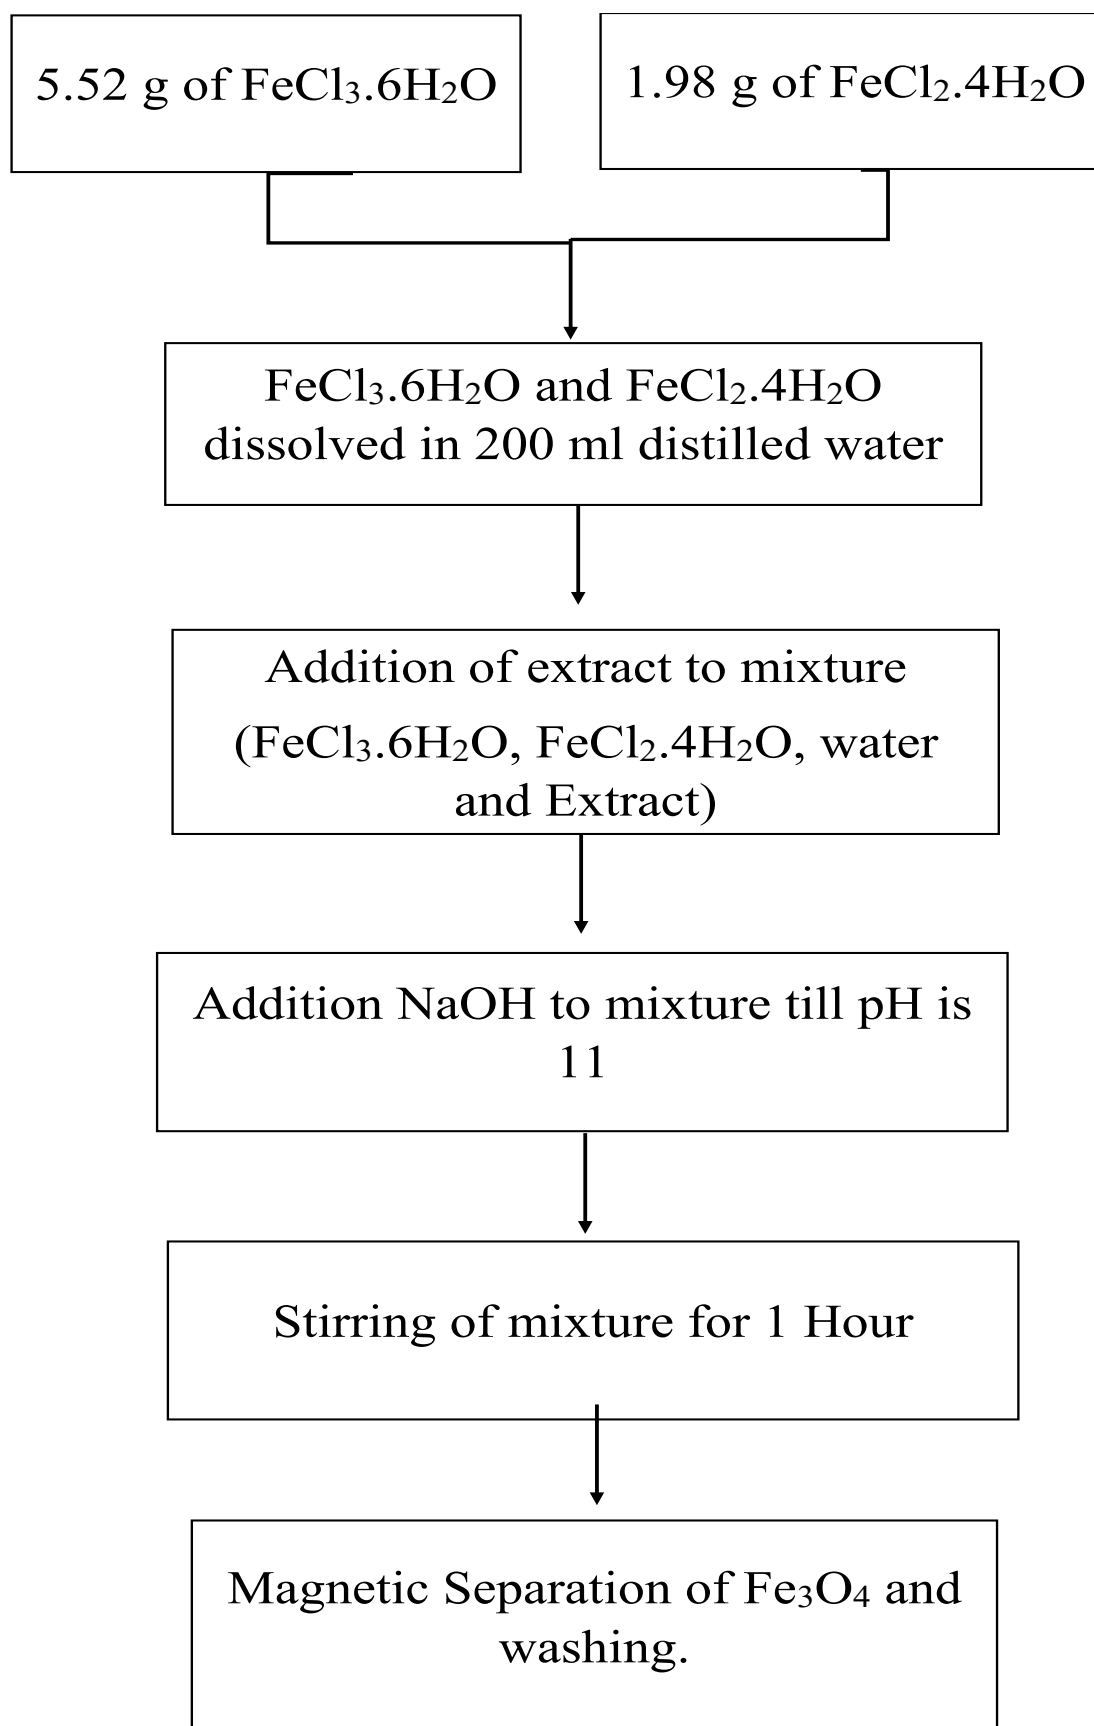 5.52 g of FeCl₃.6H₂O
1.98 g of FeCl₂.4H₂O
FeCl₃.6H₂O and FeCl₂.4H₂O
dissolved in 200 ml distilled water
Addition of extract to mixture
(FeCl₃.6H₂O, FeCl₂.4H₂O, water
and Extract)
Addition NaOH to mixture till pH is
11
Stirring of mixture for 1 Hour
Magnetic Separation of Fe₃O₄ and
washing.